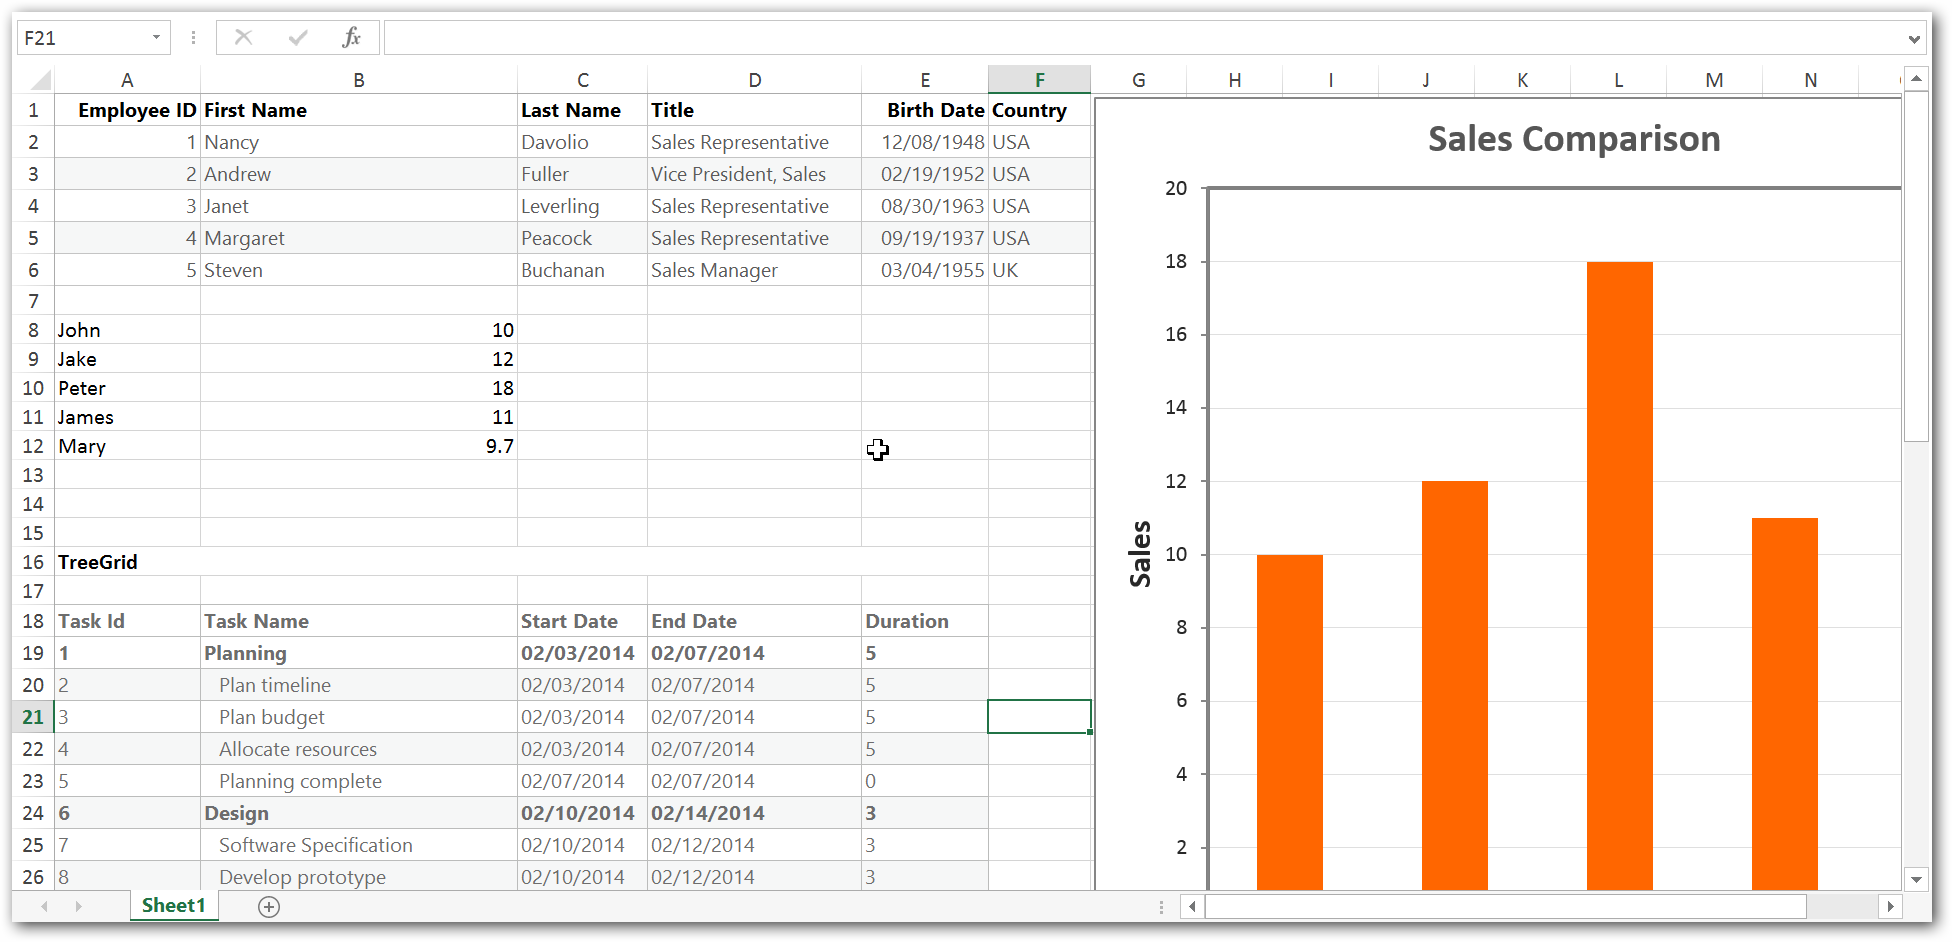 F21
fx
A B C D E F G H I J K L M N
1 Employee ID First Name Last Name Title Birth Date Country
2 1 Nancy Davolio Sales Representative 12/08/1948 USA
3 2 Andrew Fuller Vice President, Sales 02/19/1952 USA
4 3 Janet Leverling Sales Representative 08/30/1963 USA
5 4 Margaret Peacock Sales Representative 09/19/1937 USA
6 5 Steven Buchanan Sales Manager 03/04/1955 UK
7
8 John 10
9 Jake 12
10 Peter 18
11 James 11
12 Mary 9.7
13
14
15
16 TreeGrid
17
18 Task Id Task Name Start Date End Date Duration
19 1 Planning 02/03/2014 02/07/2014 5
20 2 Plan timeline 02/03/2014 02/07/2014 5
21 3 Plan budget 02/03/2014 02/07/2014 5
22 4 Allocate resources 02/03/2014 02/07/2014 5
23 5 Planning complete 02/07/2014 02/07/2014 0
24 6 Design 02/10/2014 02/14/2014 3
25 7 Software Specification 02/10/2014 02/12/2014 3
26 8 Develop prototype 02/10/2014 02/12/2014 3
Sales Comparison
20
18
16
14
12
10
8
6
4
2
Sales
Sheet1